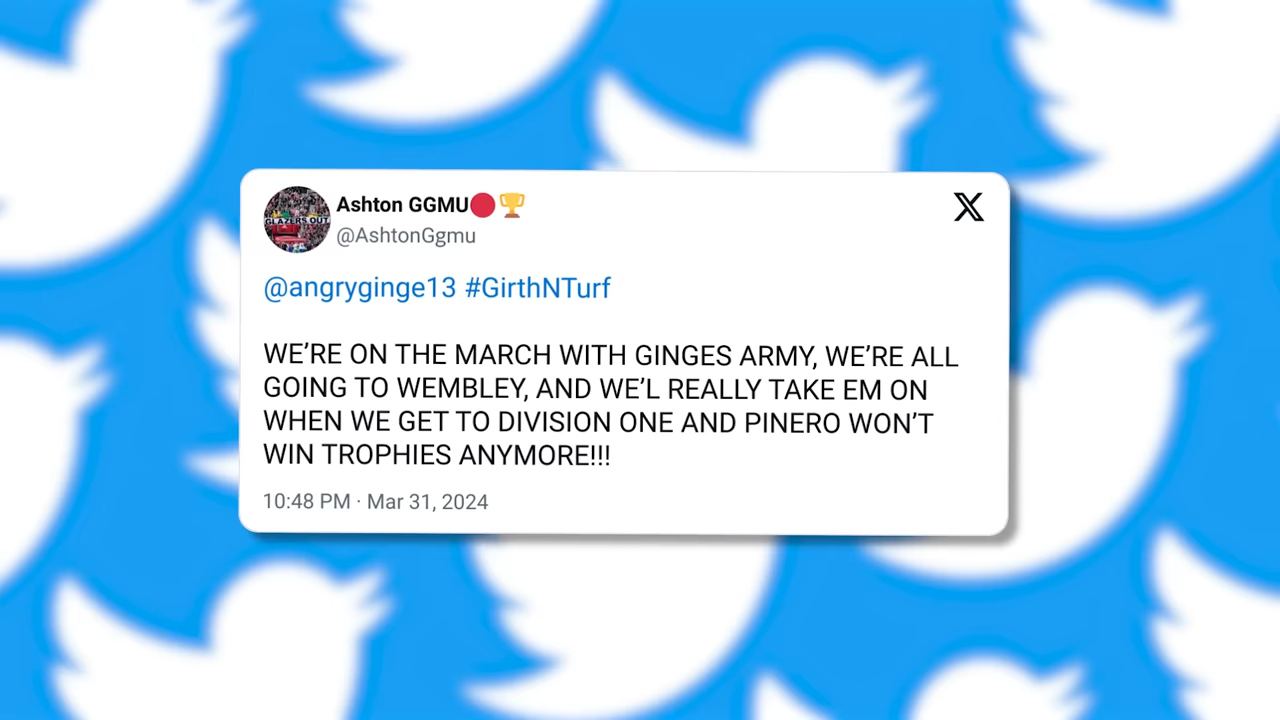 GLAZERS OUT
Ashton GGMU🔴🏆
@AshtonGgmu
@angryginge13 #GirthNTurf
WE’RE ON THE MARCH WITH GINGES ARMY, WE’RE ALL
GOING TO WEMBLEY, AND WE’L REALLY TAKE EM ON
WHEN WE GET TO DIVISION ONE AND PINERO WON’T
WIN TROPHIES ANYMORE!!!
10:48 PM · Mar 31, 2024